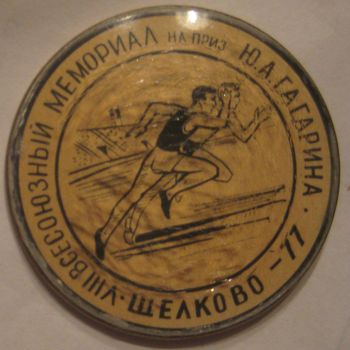 VIII ВСЕСОЮЗНЫЙ МЕМОРИАЛ НА ПРИЗ Ю.А.ГАГАРИНА ·
· ЩЕЛКОВО - 77